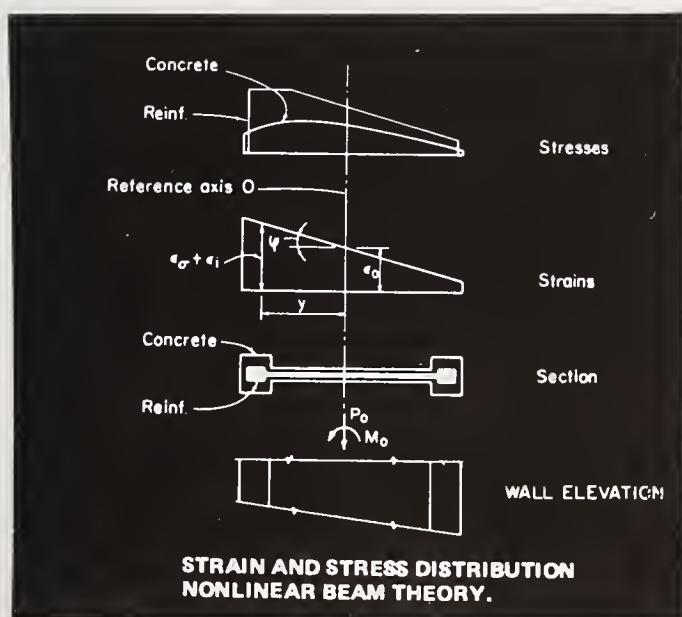 Concrete
Reinf.
Stresses
Reference axis O
φ
ϵσ + ϵi
ϵo
y
Strains
Concrete
Section
Reinf.
Po
Mo
WALL ELEVATION
STRAIN AND STRESS DISTRIBUTION
NONLINEAR BEAM THEORY.